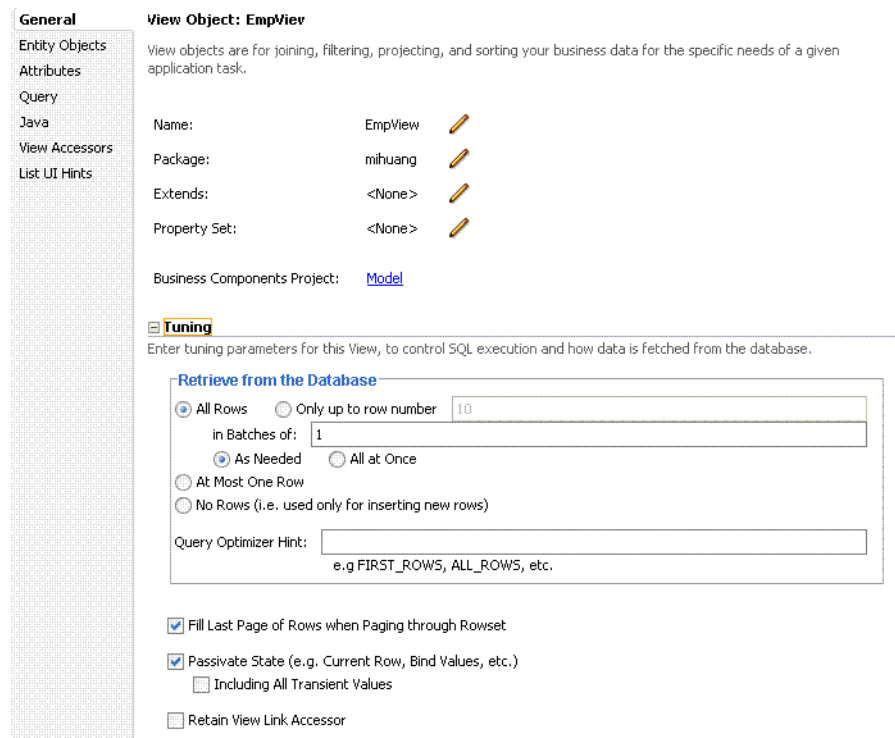 General
Entity Objects
Attributes
Query
Java
View Accessors
List UI Hints
View Object: EmpView
View objects are for joining, filtering, projecting, and sorting your business data for the specific needs of a given
application task.
Name: EmpView
Package: mihuang
Extends: <None>
Property Set: <None>
Business Components Project: Model
Tuning
Enter tuning parameters for this View, to control SQL execution and how data is fetched from the database.
Retrieve from the Database
All Rows Only up to row number 10
in Batches of: 1
As Needed All at Once
At Most One Row
No Rows (i.e. used only for inserting new rows)
Query Optimizer Hint:
e.g FIRST_ROWS, ALL_ROWS, etc.
Fill Last Page of Rows when Paging through Rowset
Passivate State (e.g. Current Row, Bind Values, etc.)
Including All Transient Values
Retain View Link Accessor